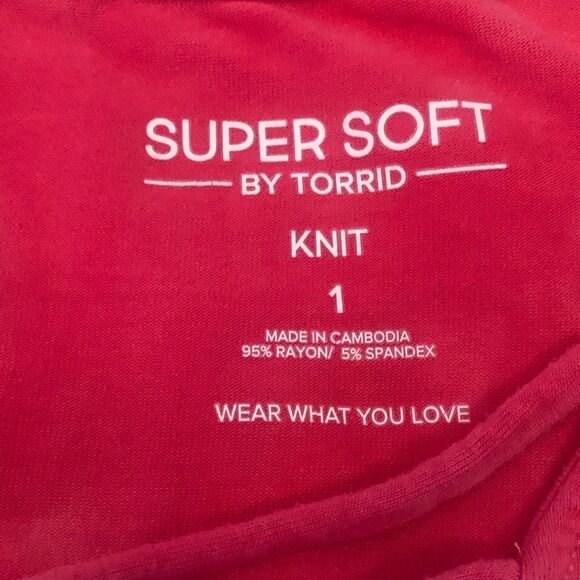 SUPER SOFT
BY TORRID
KNIT
1
MADE IN CAMBODIA
95% RAYON/ 5% SPANDEX
WEAR WHAT YOU LOVE